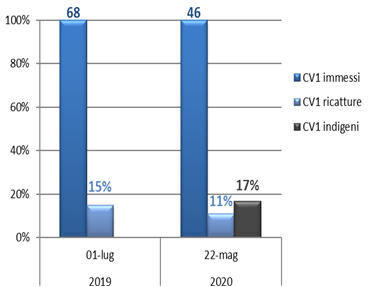 68
46
100%
80%
60%
40%
20%
0%
15%
11%
17%
01-lug
22-mag
2019
2020
CV1 immessi
CV1 ricatture
CV1 indigeni